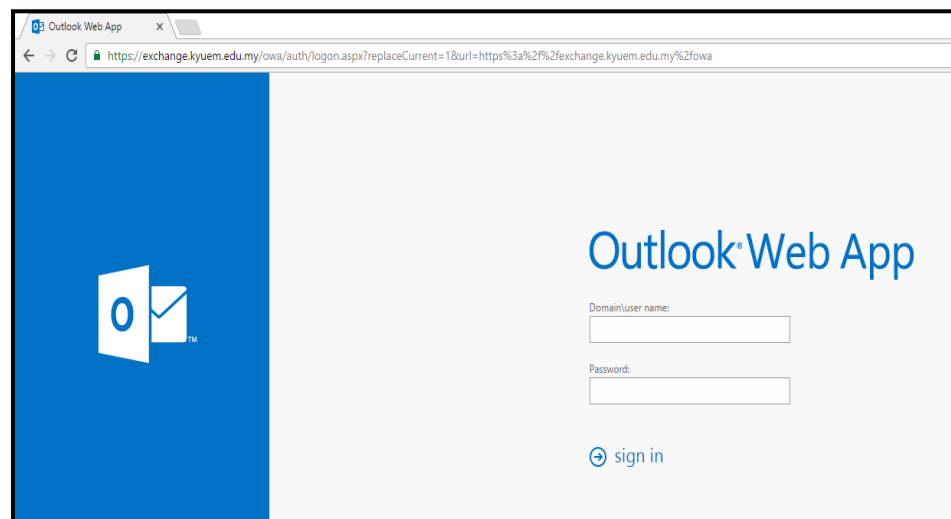 Outlook Web App
https://exchange.kyuem.edu.my/owa/auth/logon.aspx?replaceCurrent=1&url=https%3a%2f%2fexchange.kyuem.edu.my%2fowa
Outlook® Web App
Domain\user name:
Password:
sign in
O
TM